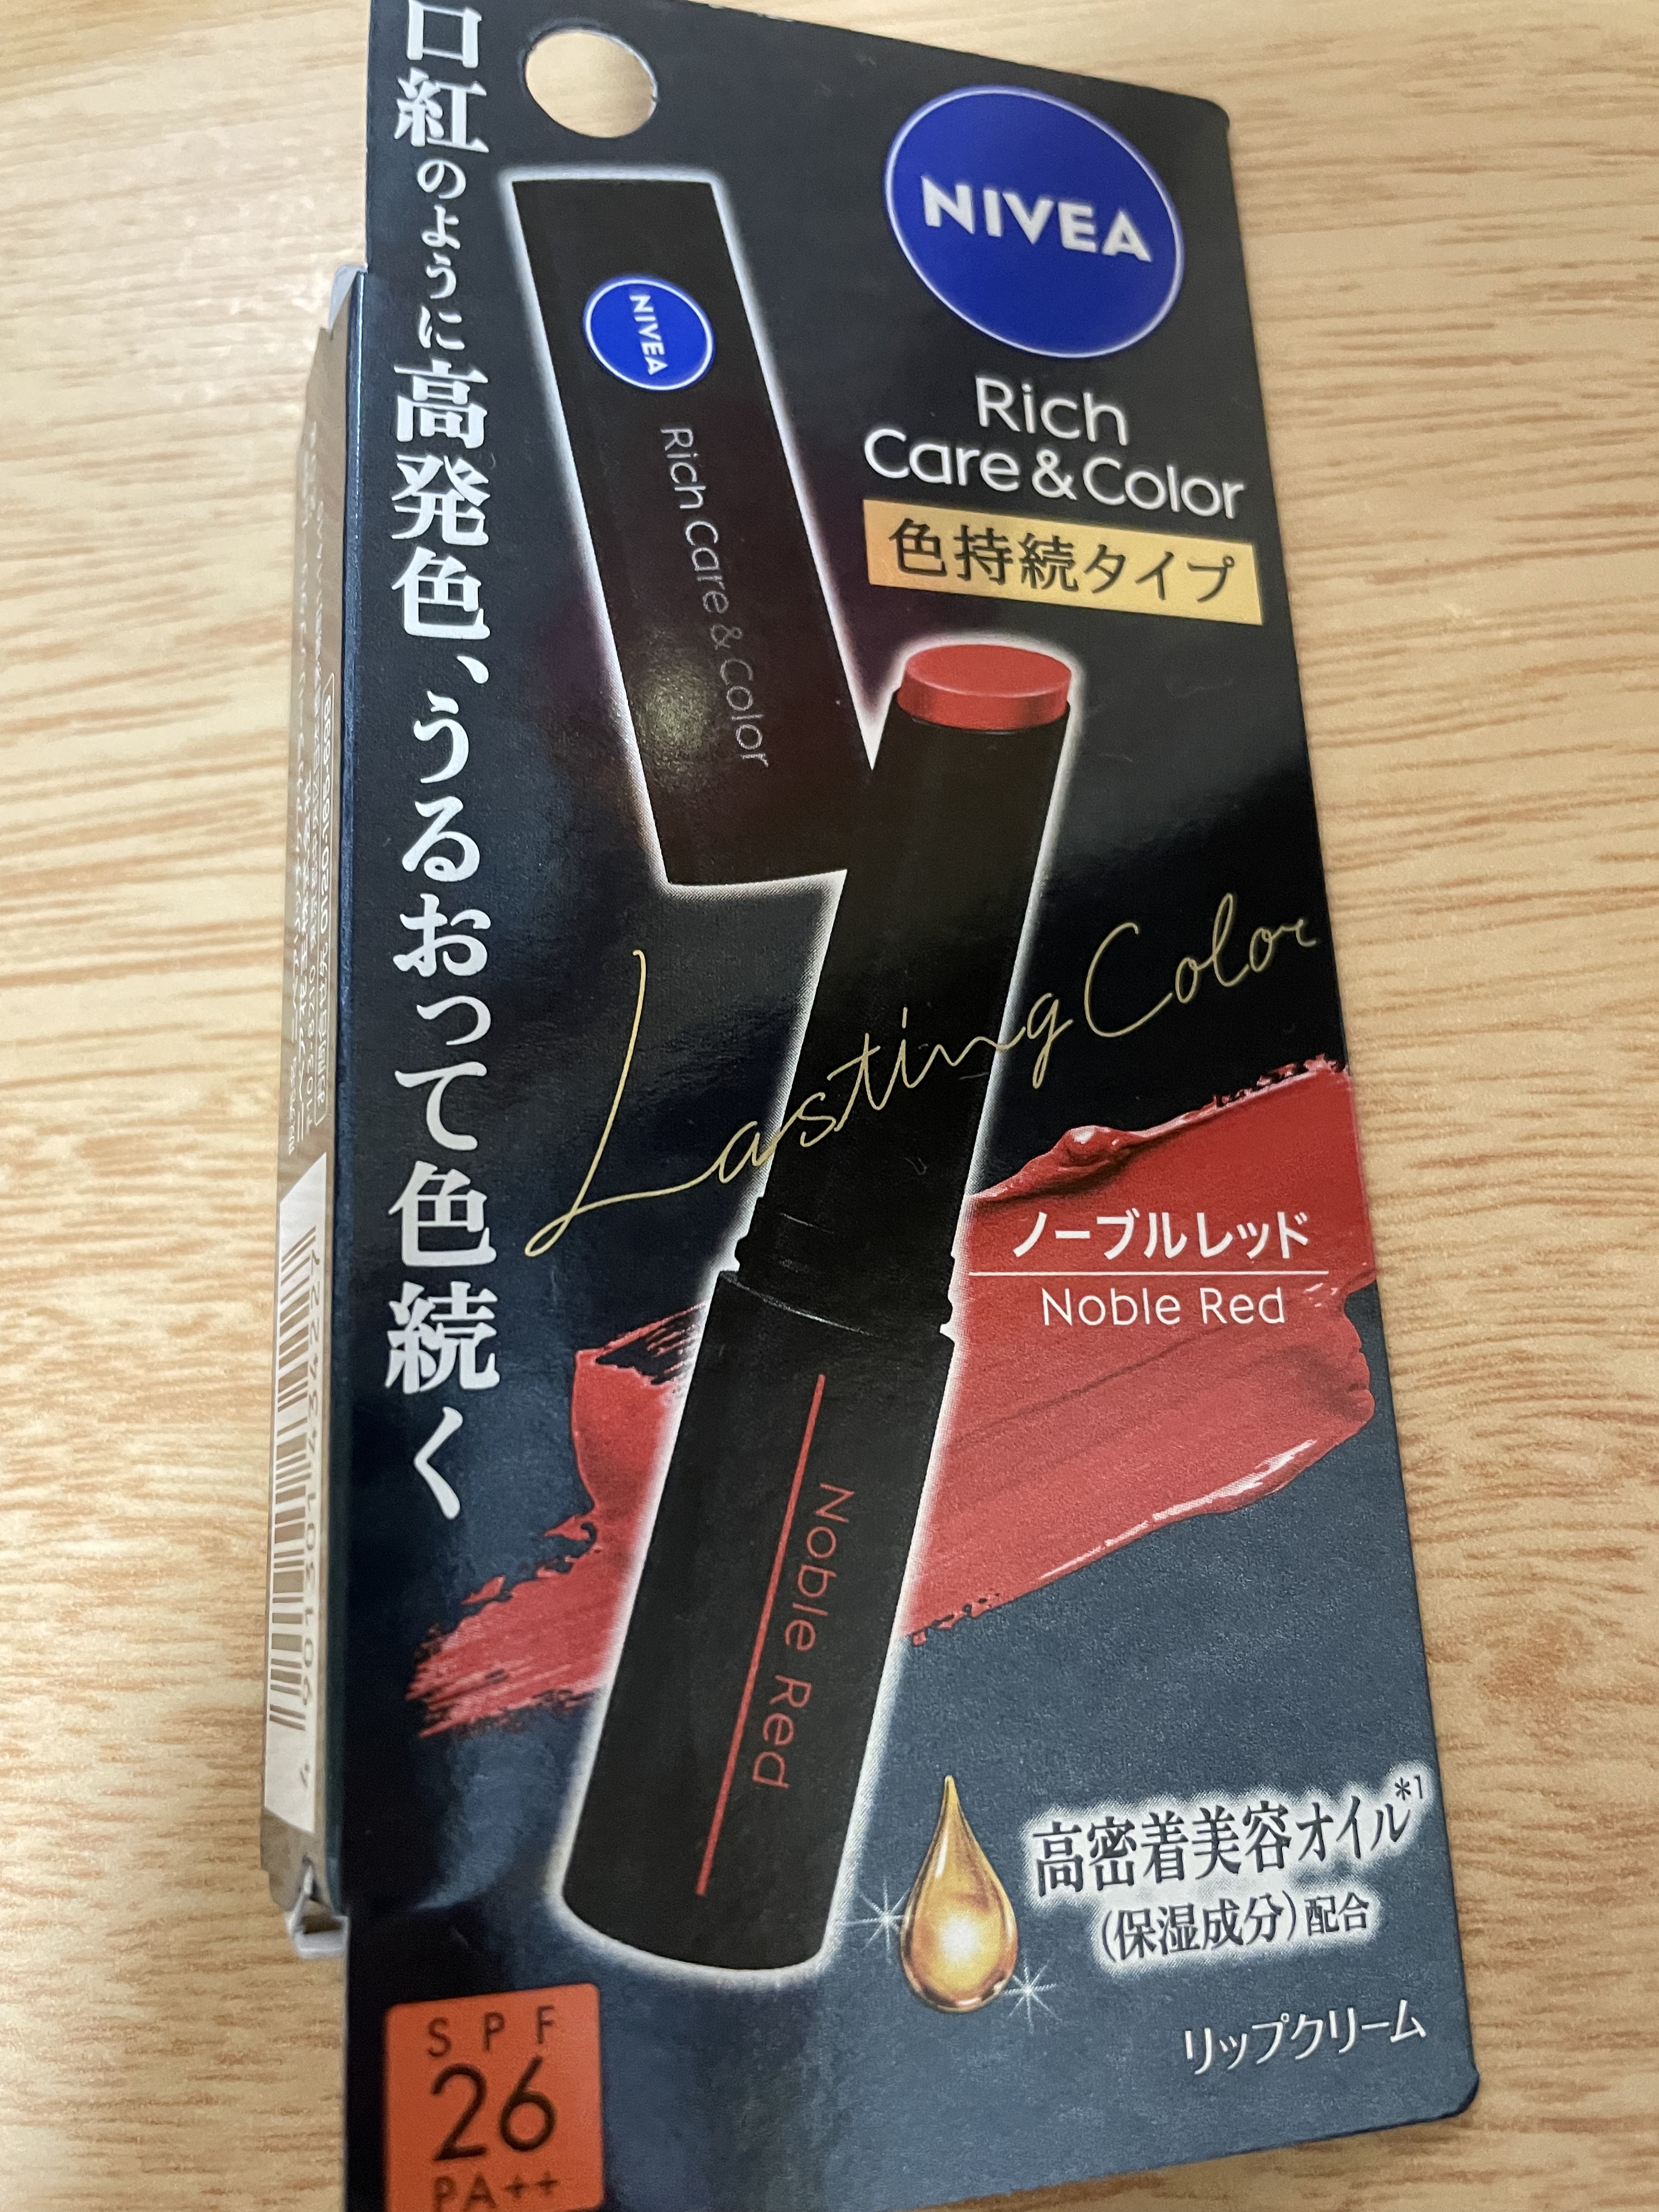 口紅のように高発色、うるおって色続く
NIVEA
Rich
Care & Color
色持続タイプ
NIVEA
Rich Care & Color
Lasting Color
ノーブルレッド
Noble Red
Noble Red
高密着美容オイル*1
(保湿成分)配合
リップクリーム
SPF
26
PA++
4 901301 434227